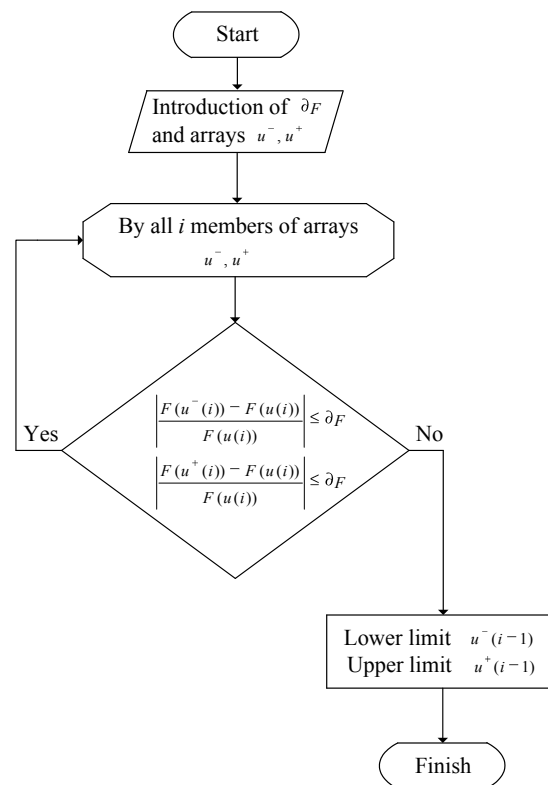 Start
Introduction of ∂F
and arrays u⁻, u⁺
By all i members of arrays
u⁻, u⁺
Yes
|F(u⁻(i)) − F(u(i)) / F(u(i))| ≤ ∂F
|F(u⁺(i)) − F(u(i)) / F(u(i))| ≤ ∂F
No
Lower limit u⁻(i−1)
Upper limit u⁺(i−1)
Finish